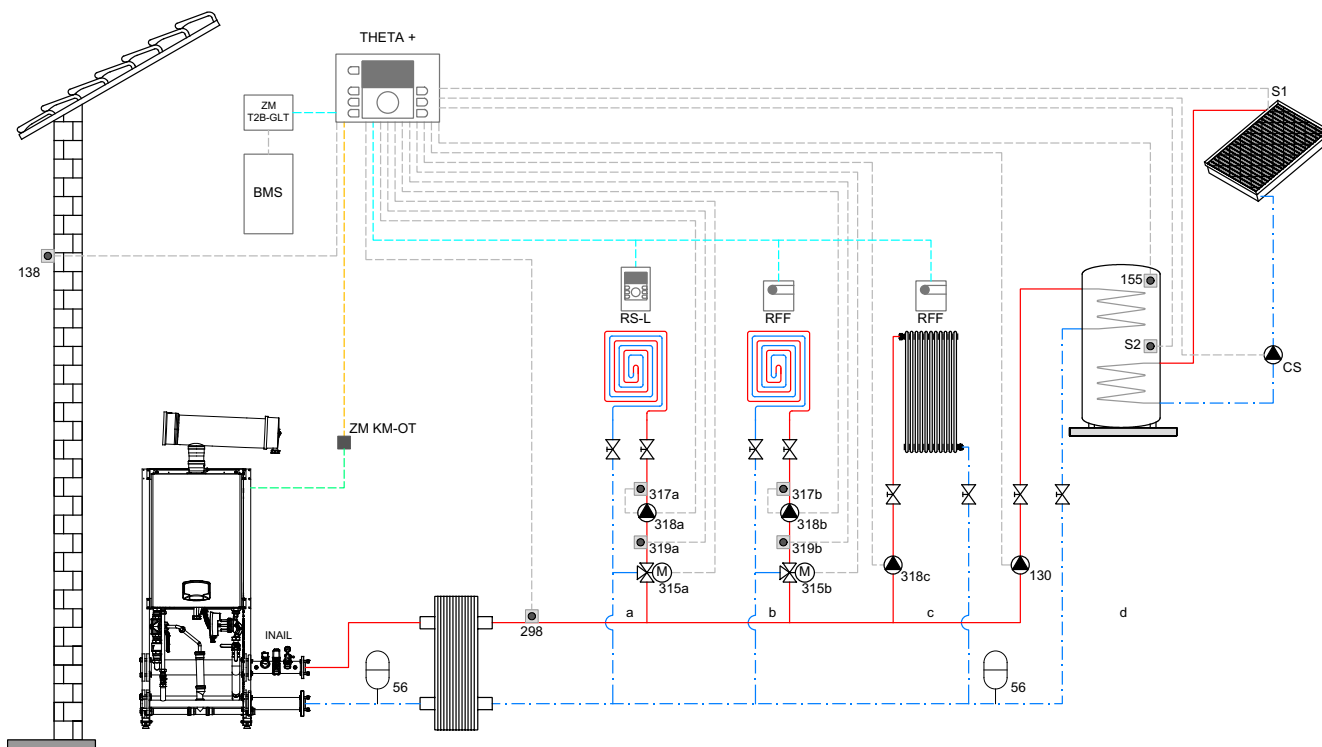 THETA +
S1
ZM
T2B-GLT
BMS
138
155
RS-L
RFF
RFF
S2
CS
ZM KM-OT
317a
317b
318a
318b
319a
319b
M
M
318c
130
315a
315b
a
b
c
d
298
INAIL
56
56